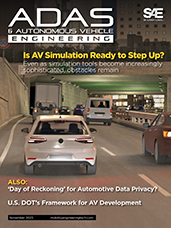 ADAS
SAE
& AUTONOMOUS VEHICLE
ENGINEERING
Is AV Simulation Ready to Step Up?
Even as simulation tools become increasingly
sophisticated, obstacles remain
ALSO:
‘Day of Reckoning’ for Automotive Data Privacy?
U.S. DOT’s Framework for AV Development